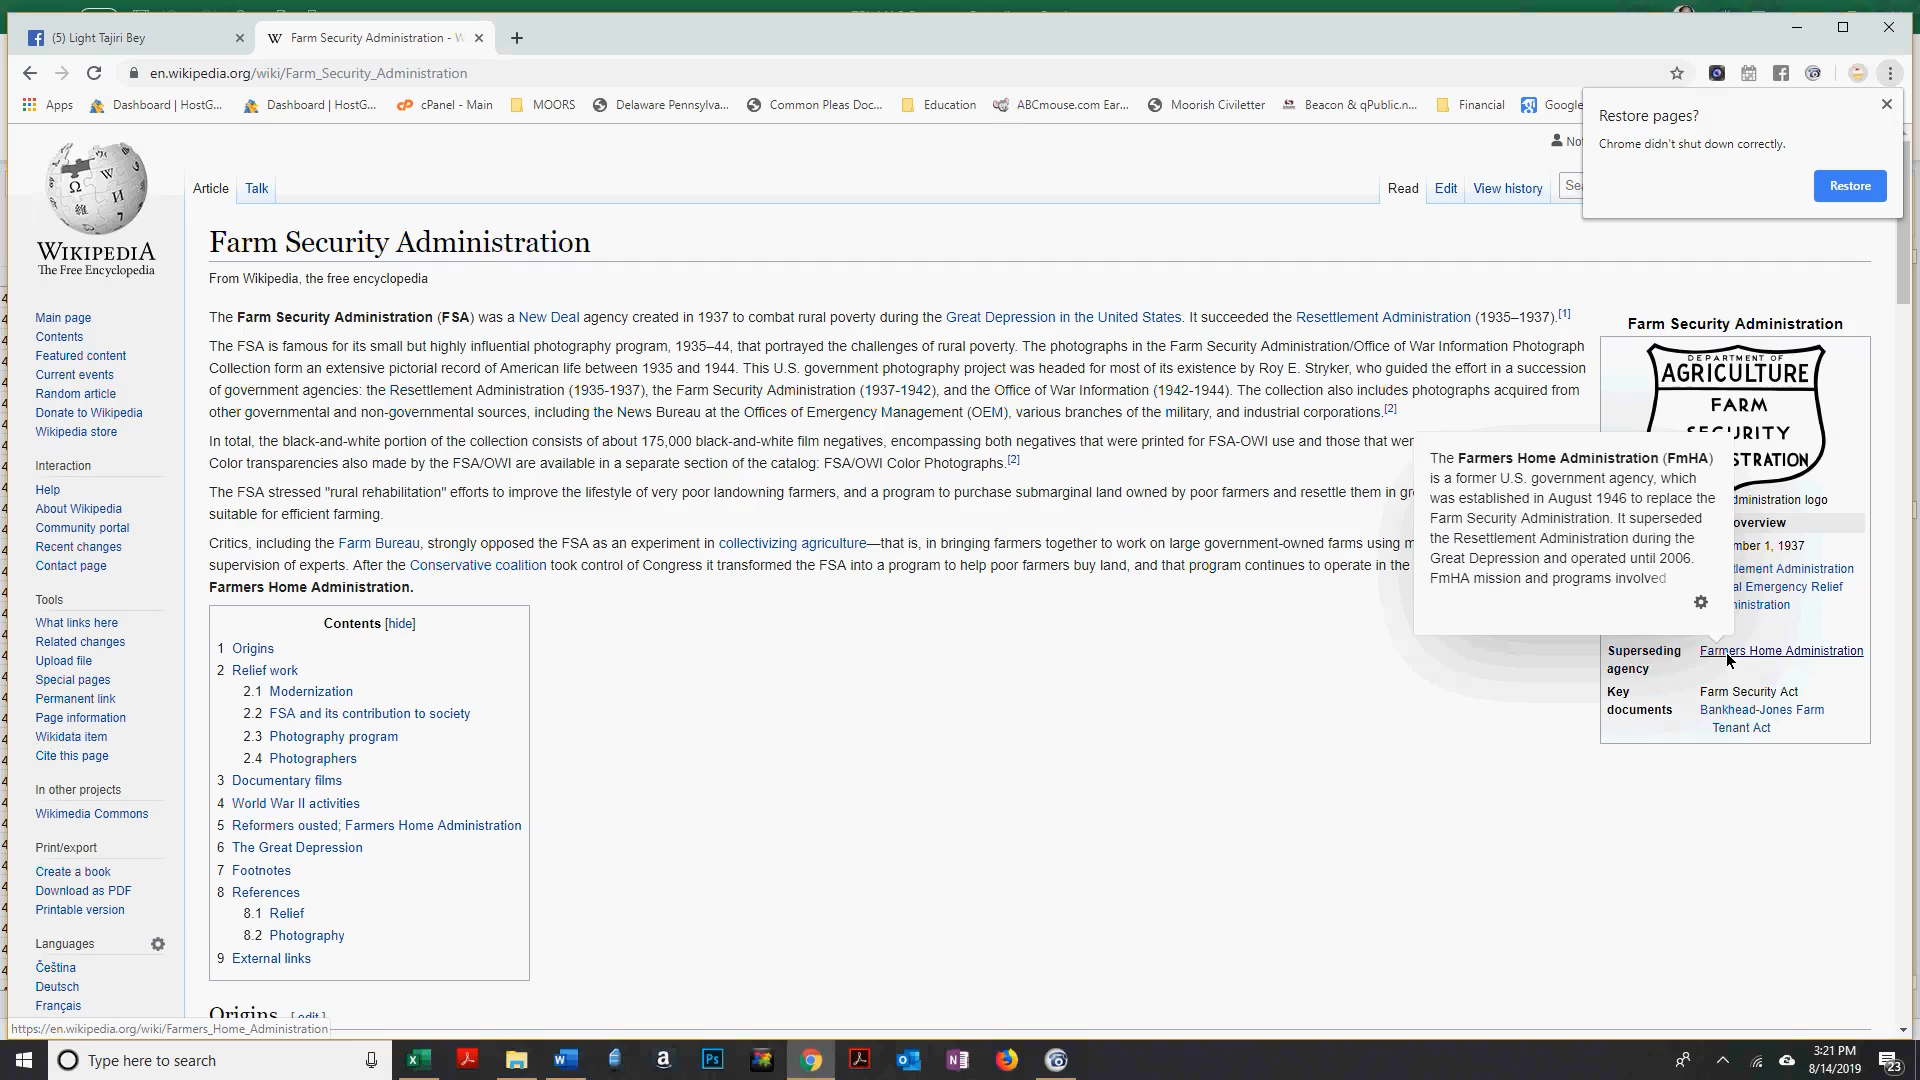 (5) Light Tajiri Bey
Farm Security Administration - W
en.wikipedia.org/wiki/Farm_Security_Administration
Apps
Dashboard | HostG...
Dashboard | HostG...
cPanel - Main
MOORS
Delaware Pennsylva...
Common Pleas Doc...
Education
ABCmouse.com Ear...
Moorish Civiletter
Beacon & qPublic.n...
Financial
Google
Restore pages?
Chrome didn't shut down correctly.
Restore
WIKIPEDIA
The Free Encyclopedia
Main page
Contents
Featured content
Current events
Random article
Donate to Wikipedia
Wikipedia store
Interaction
Help
About Wikipedia
Community portal
Recent changes
Contact page
Tools
What links here
Related changes
Upload file
Special pages
Permanent link
Page information
Wikidata item
Cite this page
In other projects
Wikimedia Commons
Print/export
Create a book
Download as PDF
Printable version
Languages
Čeština
Deutsch
Français
Article
Talk
Read
Edit
View history
Farm Security Administration
From Wikipedia, the free encyclopedia
The Farm Security Administration (FSA) was a New Deal agency created in 1937 to combat rural poverty during the Great Depression in the United States. It succeeded the Resettlement Administration (1935–1937).[1]
The FSA is famous for its small but highly influential photography program, 1935–44, that portrayed the challenges of rural poverty. The photographs in the Farm Security Administration/Office of War Information Photograph
Collection form an extensive pictorial record of American life between 1935 and 1944. This U.S. government photography project was headed for most of its existence by Roy E. Stryker, who guided the effort in a succession
of government agencies: the Resettlement Administration (1935-1937), the Farm Security Administration (1937-1942), and the Office of War Information (1942-1944). The collection also includes photographs acquired from
other governmental and non-governmental sources, including the News Bureau at the Offices of Emergency Management (OEM), various branches of the military, and industrial corporations.[2]
In total, the black-and-white portion of the collection consists of about 175,000 black-and-white film negatives, encompassing both negatives that were printed for FSA-OWI use and those that wer
Color transparencies also made by the FSA/OWI are available in a separate section of the catalog: FSA/OWI Color Photographs.[2]
The FSA stressed "rural rehabilitation" efforts to improve the lifestyle of very poor landowning farmers, and a program to purchase submarginal land owned by poor farmers and resettle them in gr
suitable for efficient farming.
Critics, including the Farm Bureau, strongly opposed the FSA as an experiment in collectivizing agriculture—that is, in bringing farmers together to work on large government-owned farms using m
supervision of experts. After the Conservative coalition took control of Congress it transformed the FSA into a program to help poor farmers buy land, and that program continues to operate in the
Farmers Home Administration.
Contents [hide]
1 Origins
2 Relief work
2.1 Modernization
2.2 FSA and its contribution to society
2.3 Photography program
2.4 Photographers
3 Documentary films
4 World War II activities
5 Reformers ousted; Farmers Home Administration
6 The Great Depression
7 Footnotes
8 References
8.1 Relief
8.2 Photography
9 External links
Origins [edit]
Farm Security Administration
DEPARTMENT OF
AGRICULTURE
FARM
SECURITY
STRATION
dministration logo
overview
mber 1, 1937
tlement Administration
al Emergency Relief
ministration
Superseding agency
Farmers Home Administration
Key documents
Farm Security Act
Bankhead-Jones Farm
Tenant Act
The Farmers Home Administration (FmHA)
is a former U.S. government agency, which
was established in August 1946 to replace the
Farm Security Administration. It superseded
the Resettlement Administration during the
Great Depression and operated until 2006.
FmHA mission and programs involved
https://en.wikipedia.org/wiki/Farmers_Home_Administration
Type here to search
3:21 PM
8/14/2019
23